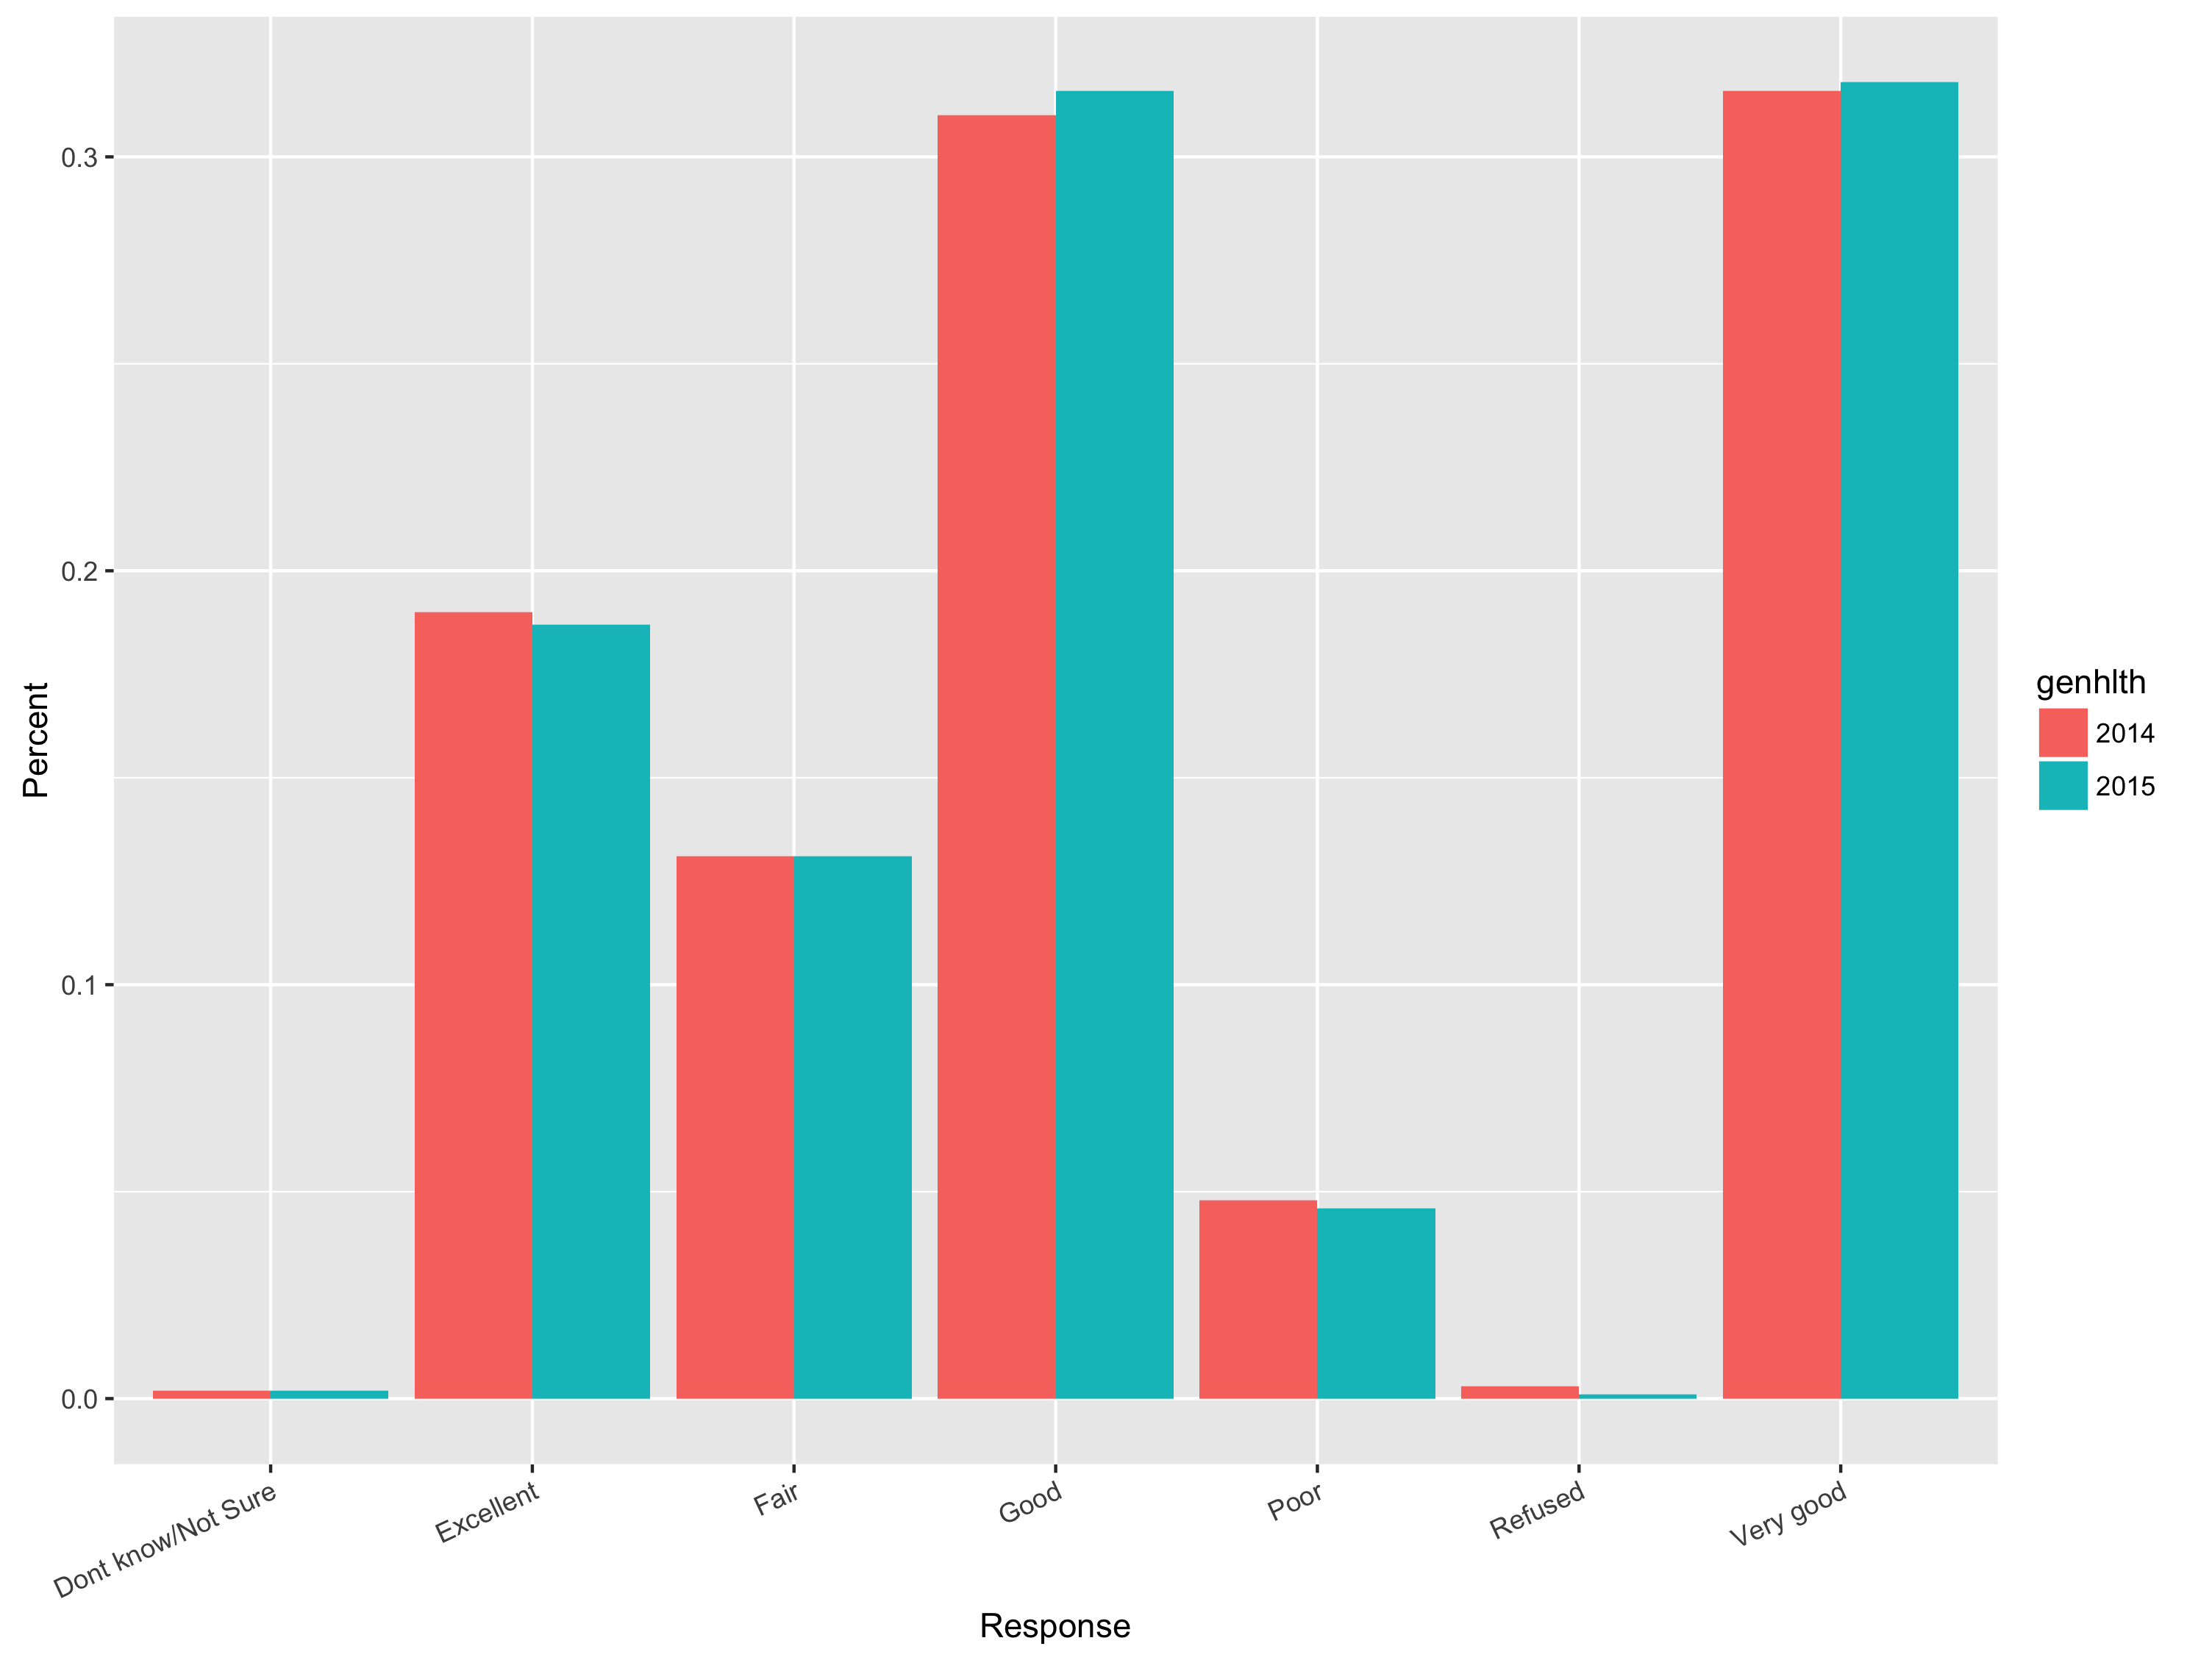 0.3
0.2
0.1
0.0
Percent
Dont know/Not Sure
Excellent
Fair
Good
Poor
Refused
Very good
Response
genhlth
2014
2015